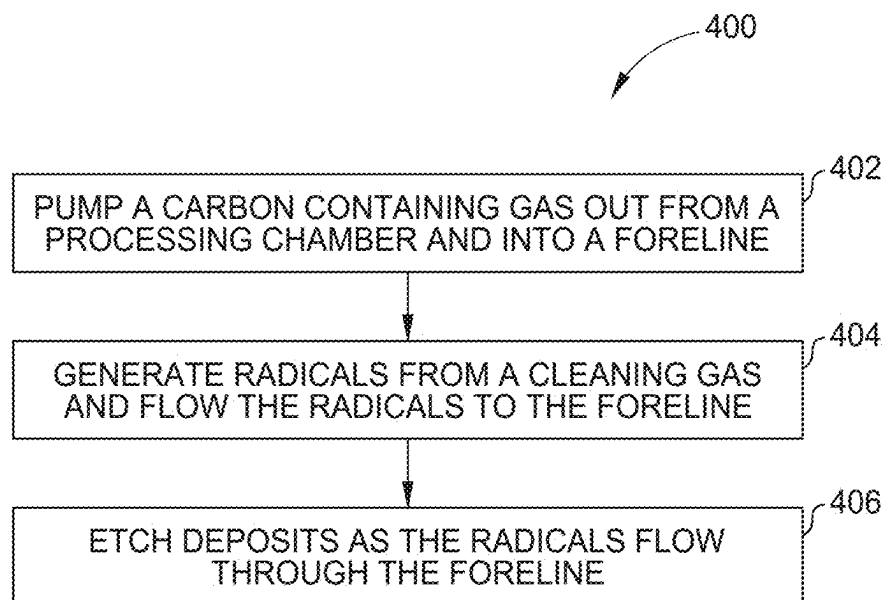 400
402
PUMP A CARBON CONTAINING GAS OUT FROM A
PROCESSING CHAMBER AND INTO A FORELINE
404
GENERATE RADICALS FROM A CLEANING GAS
AND FLOW THE RADICALS TO THE FORELINE
406
ETCH DEPOSITS AS THE RADICALS FLOW
THROUGH THE FORELINE